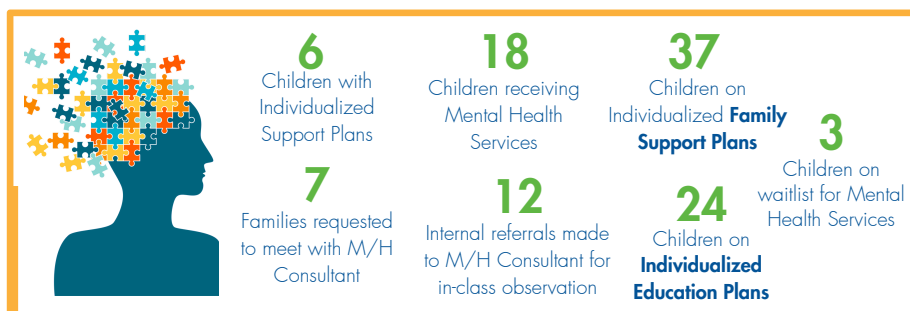 6
Children with
Individualized
Support Plans
18
Children receiving
Mental Health
Services
37
Children on
Individualized Family
Support Plans
3
Children on
waitlist for Mental
Health Services
7
Families requested
to meet with M/H
Consultant
12
Internal referrals made
to M/H Consultant for
in-class observation
24
Children on
Individualized
Education Plans